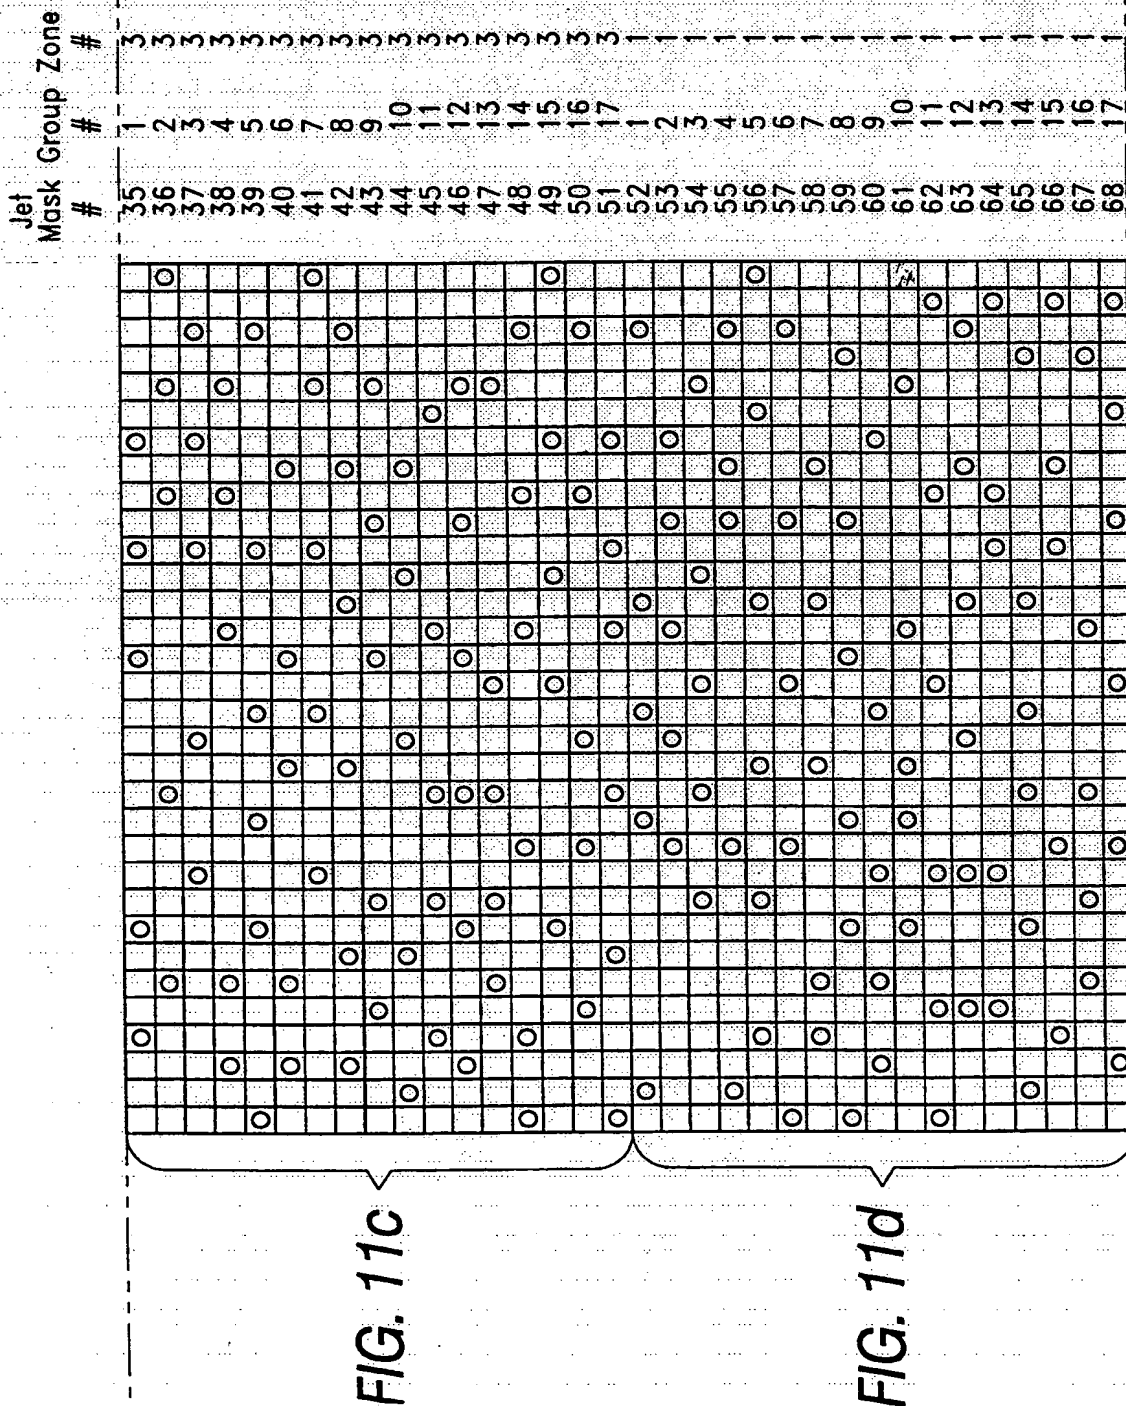 Jet
Mask Group Zone
# # #
35 1 3
36 2 3
37 3 3
38 4 3
39 5 3
40 6 3
41 7 3
42 8 3
43 9 3
44 10 3
45 11 3
46 12 3
47 13 3
48 14 3
49 15 3
50 16 3
51 17 3
52 1 1
53 2 1
54 3 1
55 4 1
56 5 1
57 6 1
58 7 1
59 8 1
60 9 1
61 10 1
62 11 1
63 12 1
64 13 1
65 14 1
66 15 1
67 16 1
68 17 1
FIG. 11c
FIG. 11d